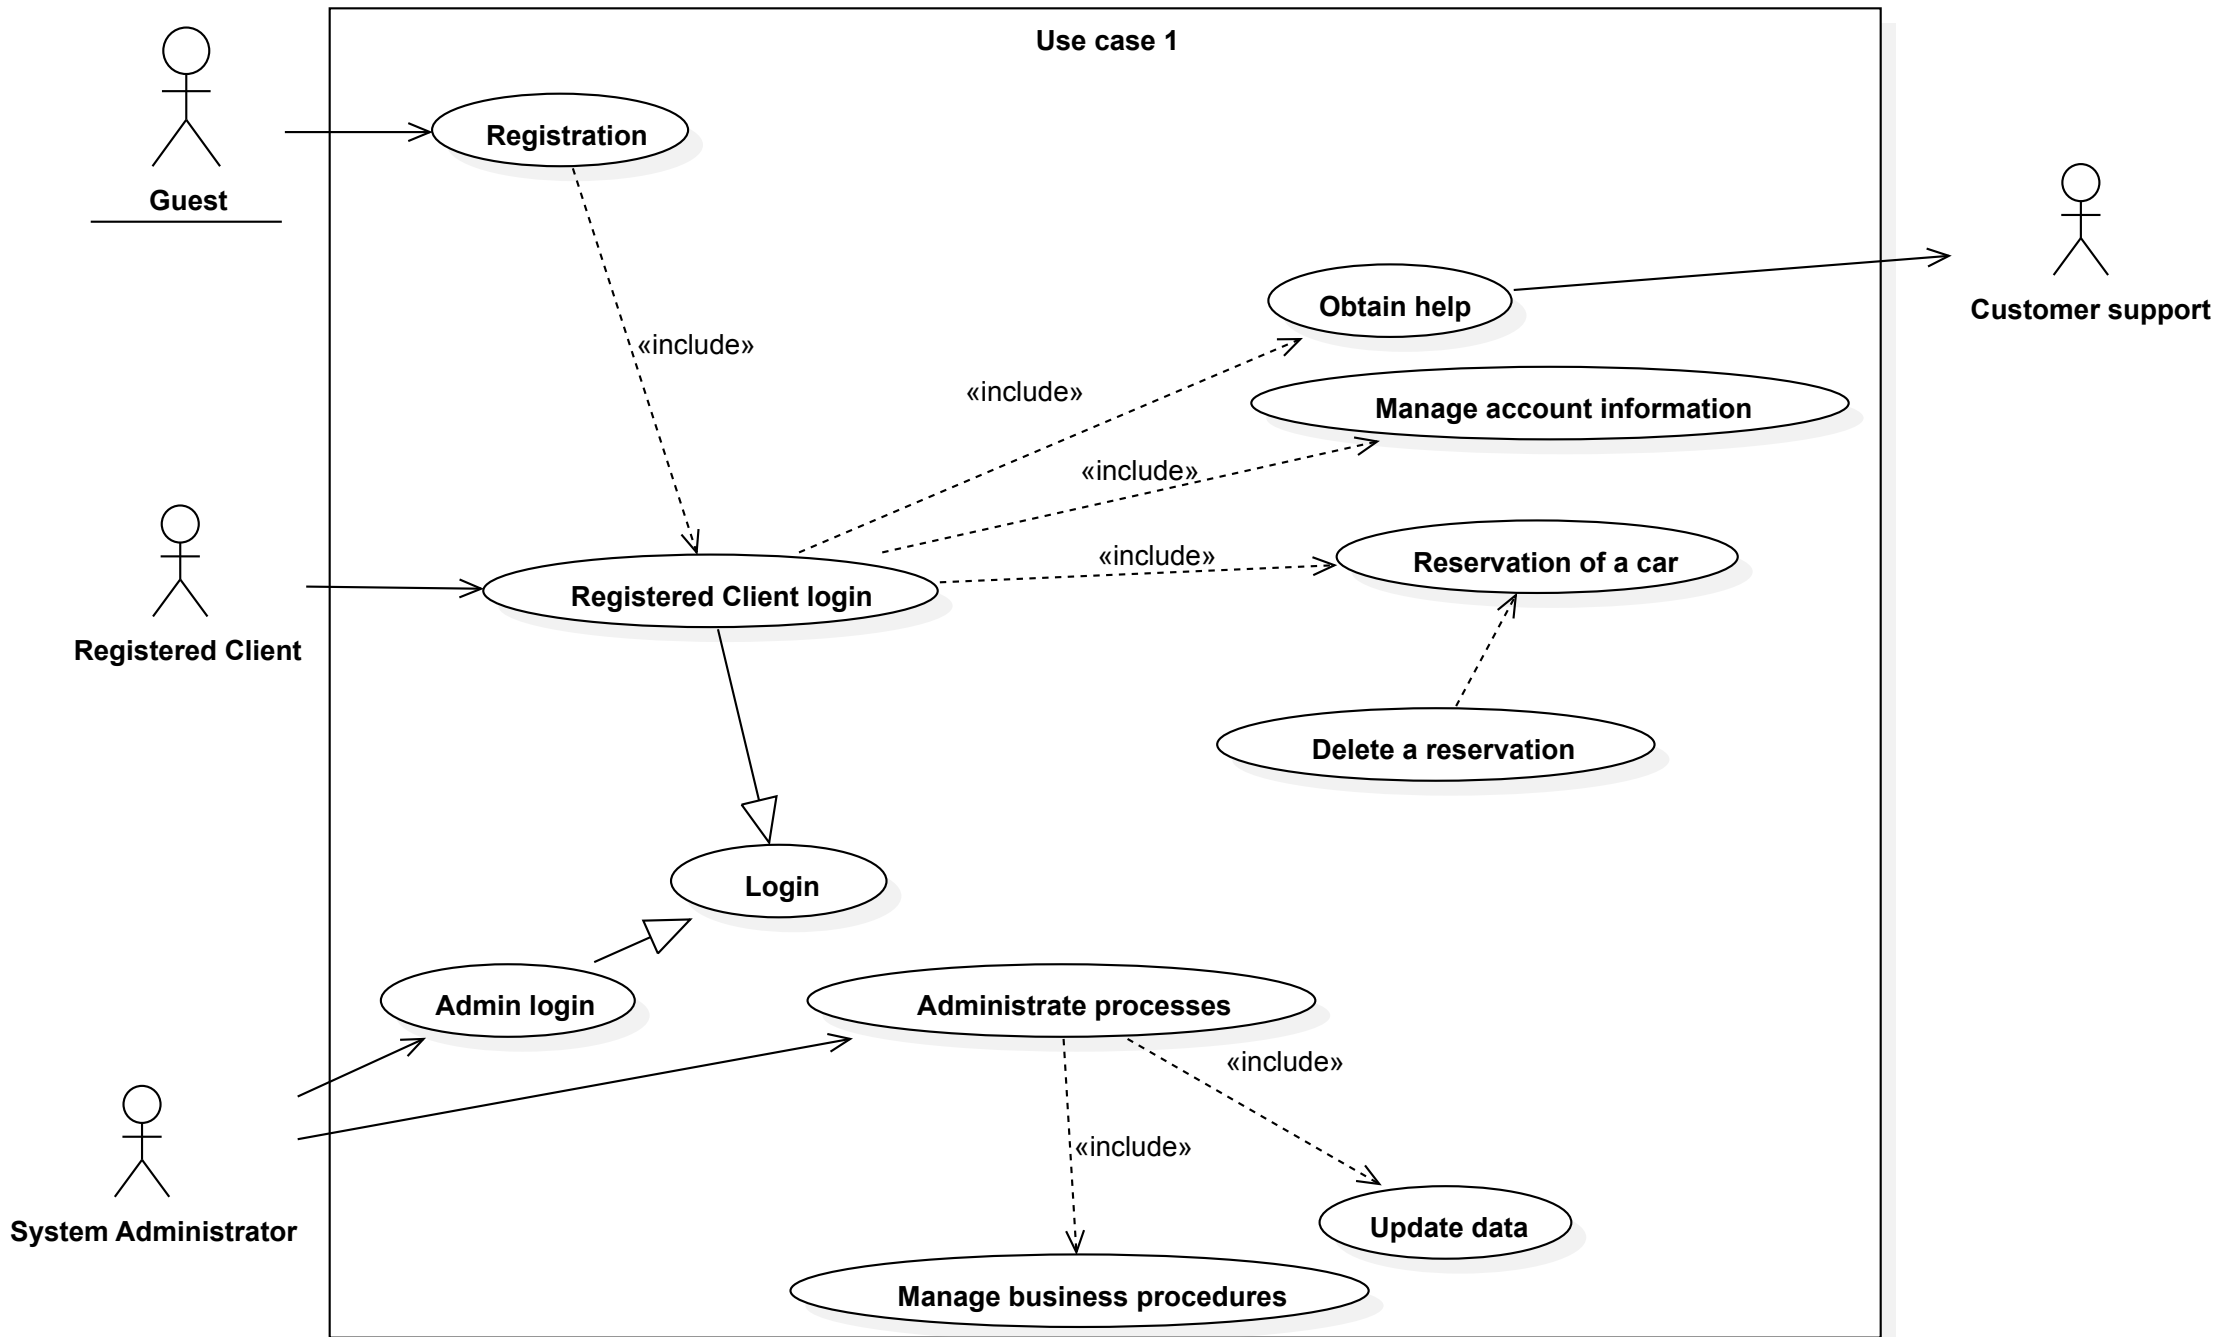 Use case 1
Registration
Guest
Obtain help
Customer support
«include»
«include»
Manage account information
«include»
«include»
Reservation of a car
Registered Client login
Registered Client
Delete a reservation
Login
Admin login
Administrate processes
«include»
«include»
System Administrator
Update data
Manage business procedures